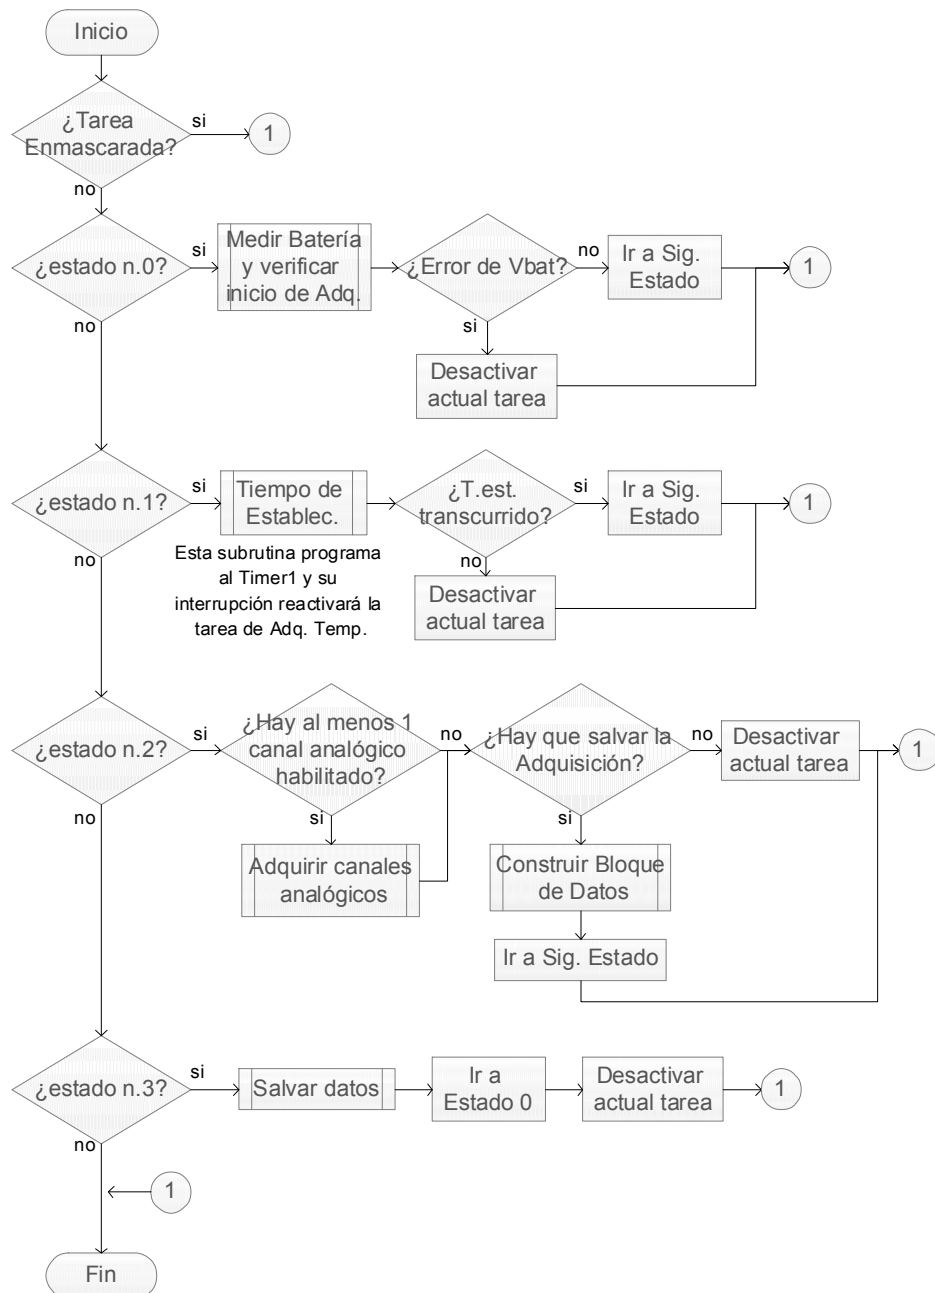 Inicio
¿Tarea
Enmascarada?
si
1
no
¿estado n.0?
si
Medir Batería
y verificar
inicio de Adq.
¿Error de Vbat?
no
Ir a Sig.
Estado
1
si
Desactivar
actual tarea
no
¿estado n.1?
si
Tiempo de
Establec.
¿T.est.
transcurrido?
si
Ir a Sig.
Estado
1
Esta subrutina programa
al Timer1 y su
interrupción reactivará la
tarea de Adq. Temp.
no
Desactivar
actual tarea
no
¿estado n.2?
si
¿Hay al menos 1
canal analógico
habilitado?
no
¿Hay que salvar la
Adquisición?
no
Desactivar
actual tarea
1
si
Adquirir canales
analógicos
si
Construir Bloque
de Datos
Ir a Sig. Estado
no
¿estado n.3?
si
Salvar datos
Ir a
Estado 0
Desactivar
actual tarea
1
no
1
Fin